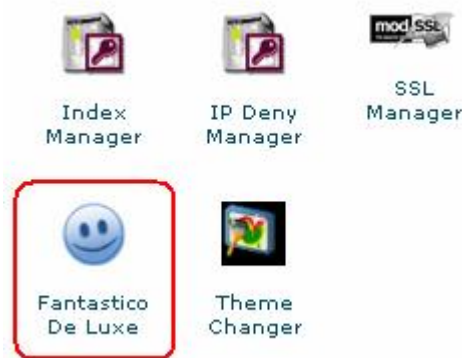 mod SSL
Index
Manager
IP Deny
Manager
SSL
Manager
Fantastico
De Luxe
Theme
Changer